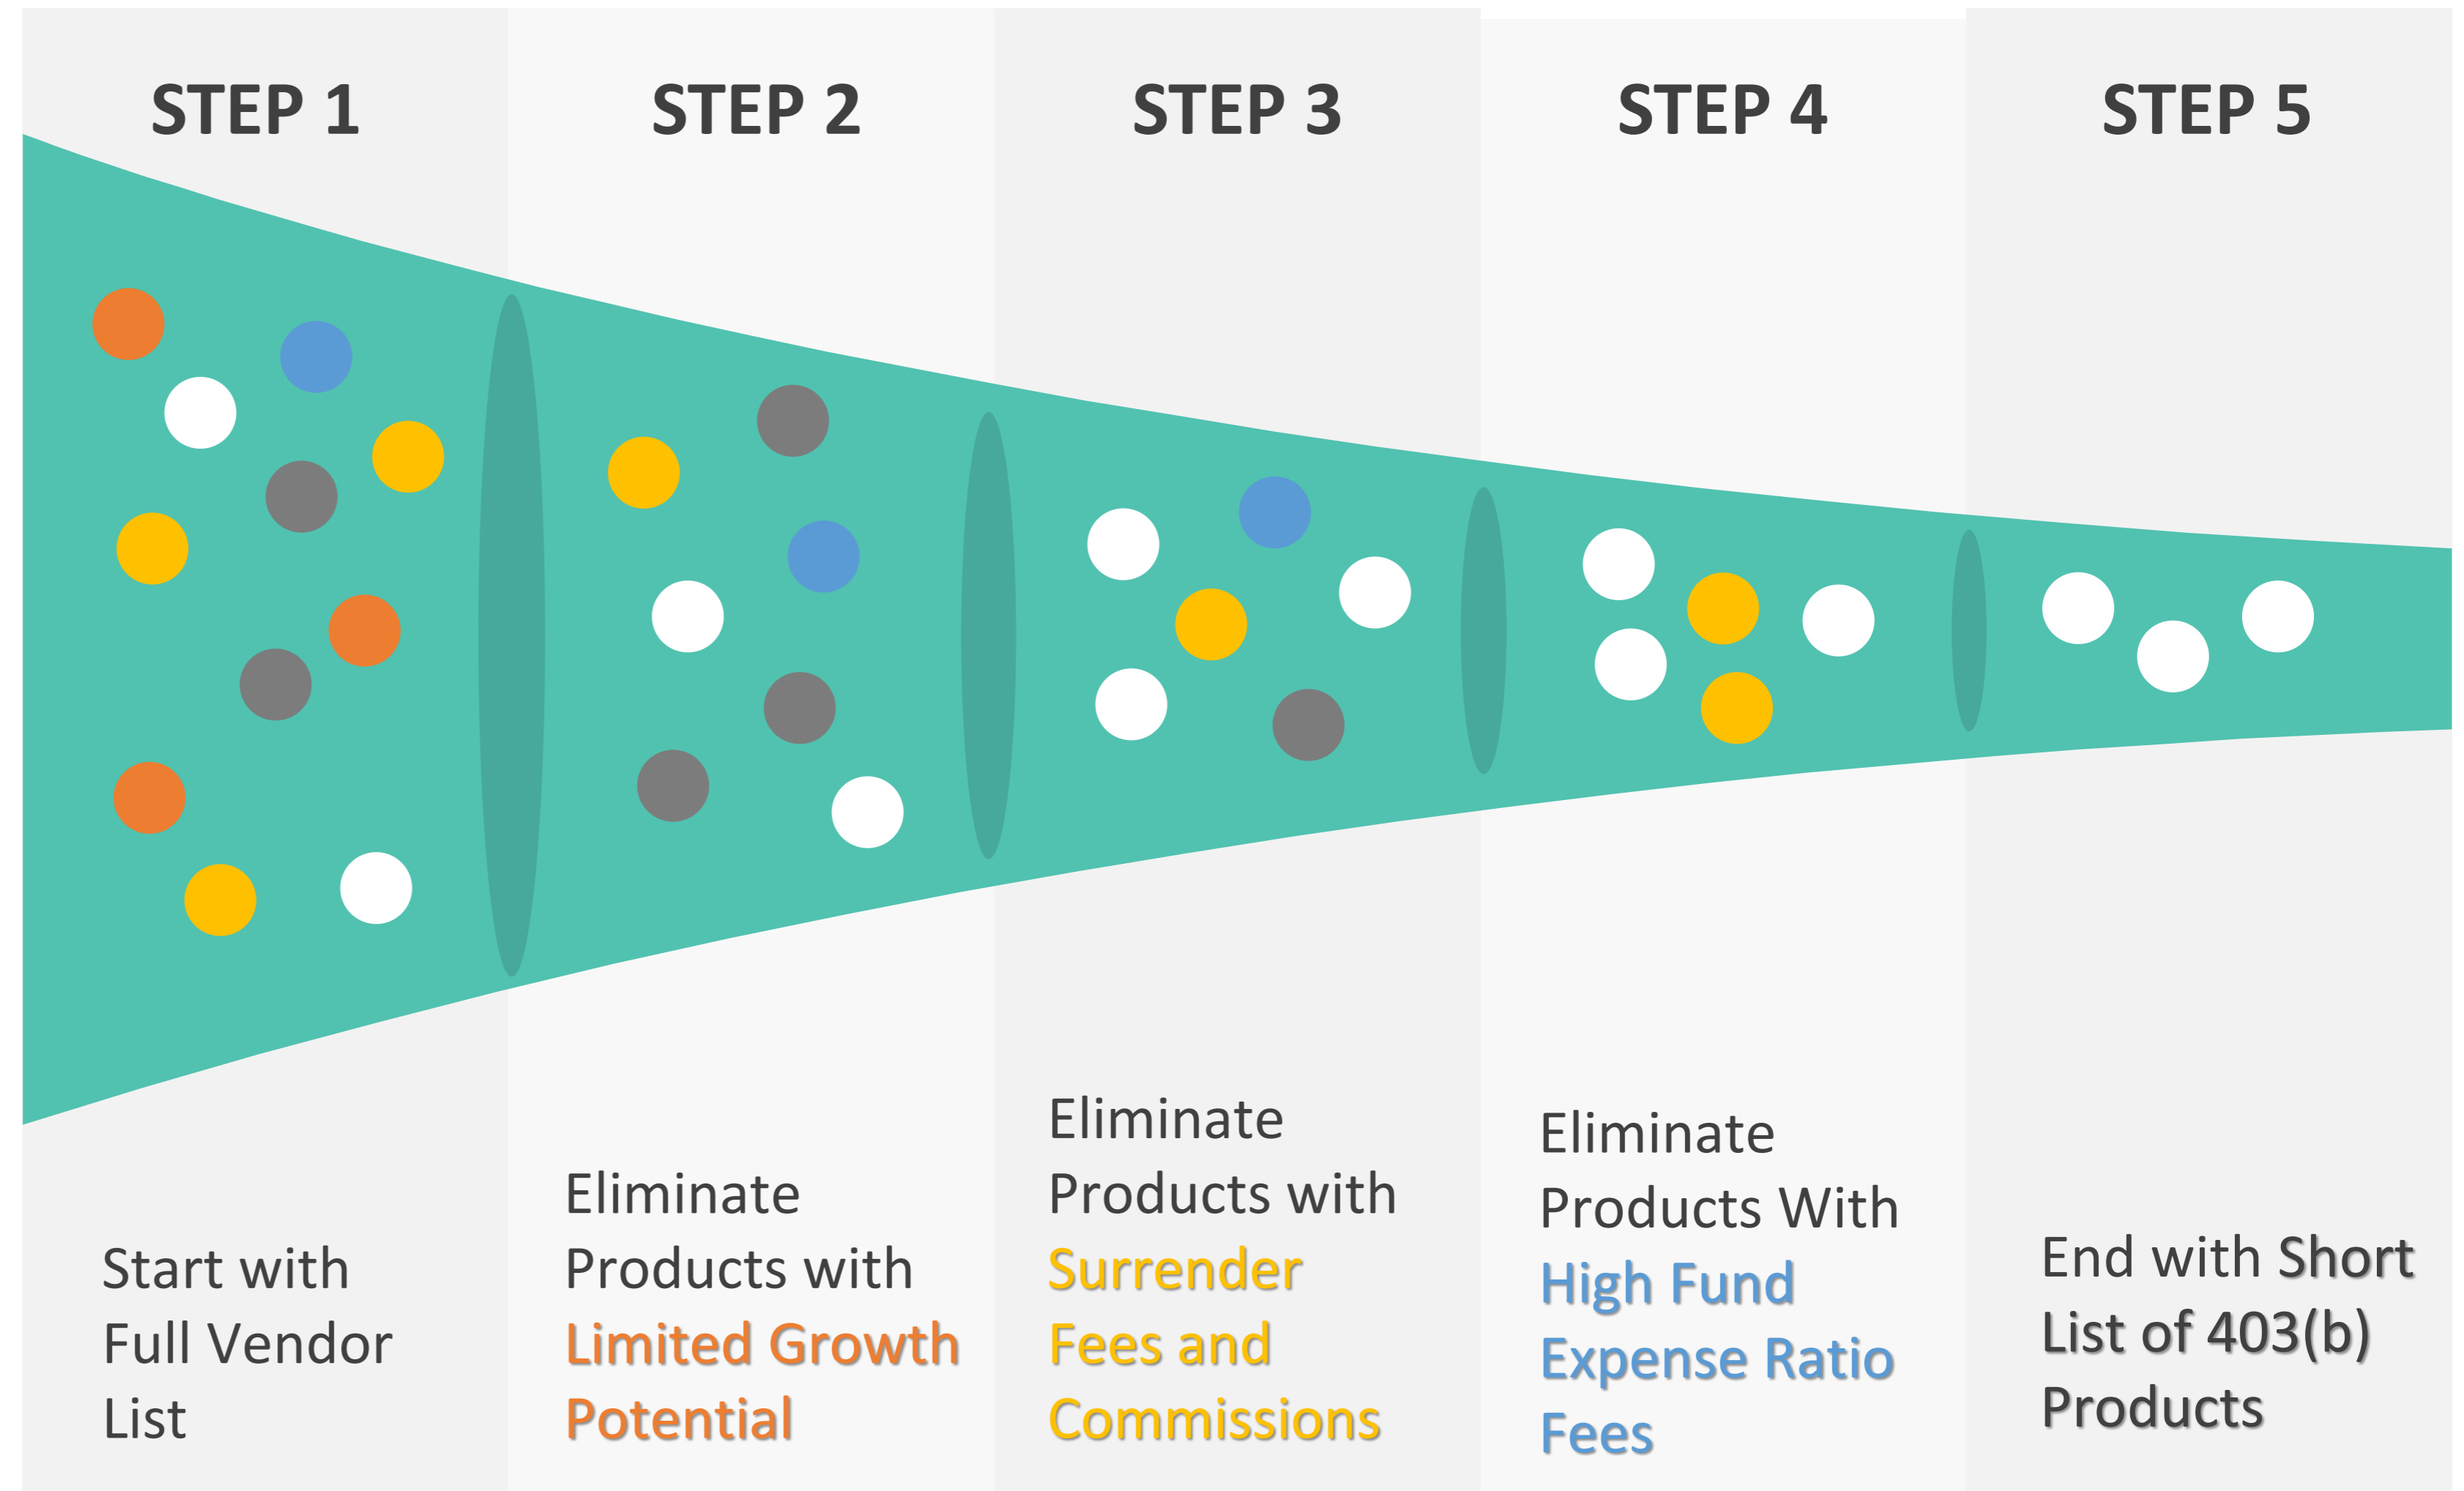 STEP 1
Start with
Full Vendor
List
STEP 2
Eliminate
Products with
Limited Growth
Potential
STEP 3
Eliminate
Products with
Surrender
Fees and
Commissions
STEP 4
Eliminate
Products With
High Fund
Expense Ratio
Fees
STEP 5
End with Short
List of 403(b)
Products